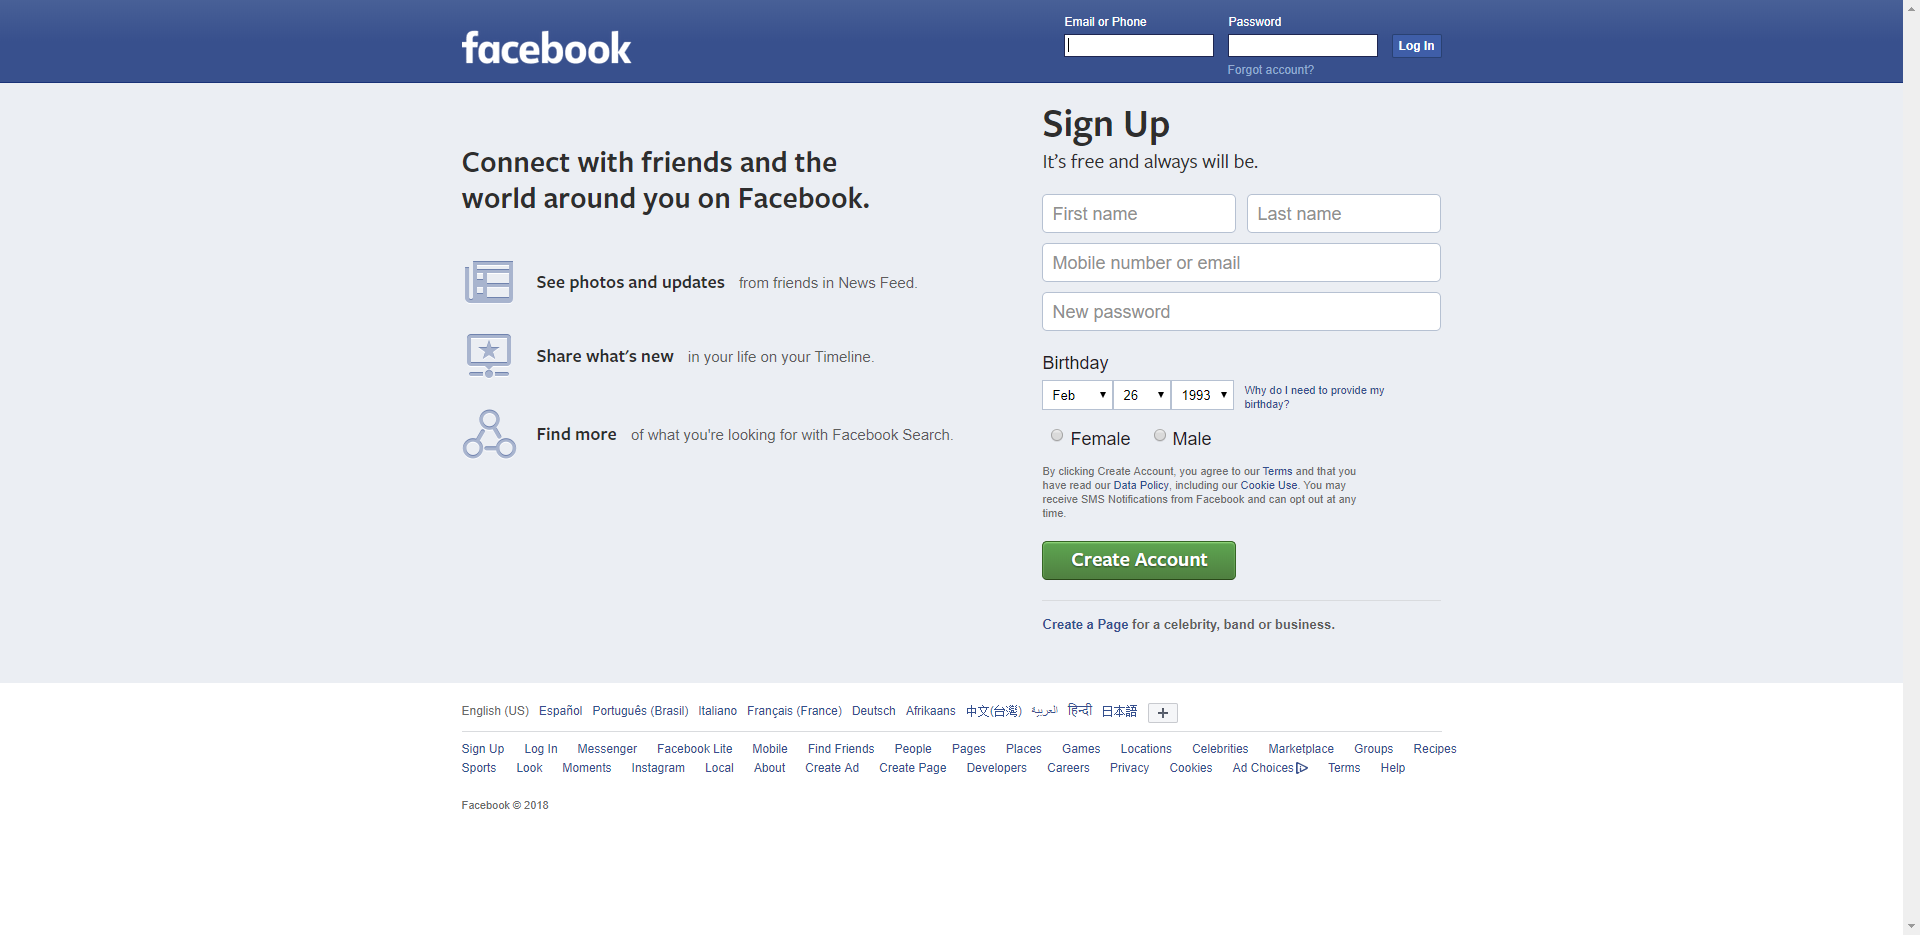 facebook
Email or Phone
Password
Log In
Forgot account?
Connect with friends and the
world around you on Facebook.
See photos and updates from friends in News Feed.
Share what's new in your life on your Timeline.
Find more of what you're looking for with Facebook Search.
Sign Up
It's free and always will be.
First name Last name
Mobile number or email
New password
Birthday
Feb 26 1993 Why do I need to provide my
birthday?
Female Male
By clicking Create Account, you agree to our Terms and that you
have read our Data Policy, including our Cookie Use. You may
receive SMS Notifications from Facebook and can opt out at any
time.
Create Account
Create a Page for a celebrity, band or business.
English (US) Español Português (Brasil) Italiano Français (France) Deutsch Afrikaans 中文(台灣) العربية हिन्दी 日本語 +
Sign Up Log In Messenger Facebook Lite Mobile Find Friends People Pages Places Games Locations Celebrities Marketplace Groups Recipes
Sports Look Moments Instagram Local About Create Ad Create Page Developers Careers Privacy Cookies Ad Choices Terms Help
Facebook © 2018